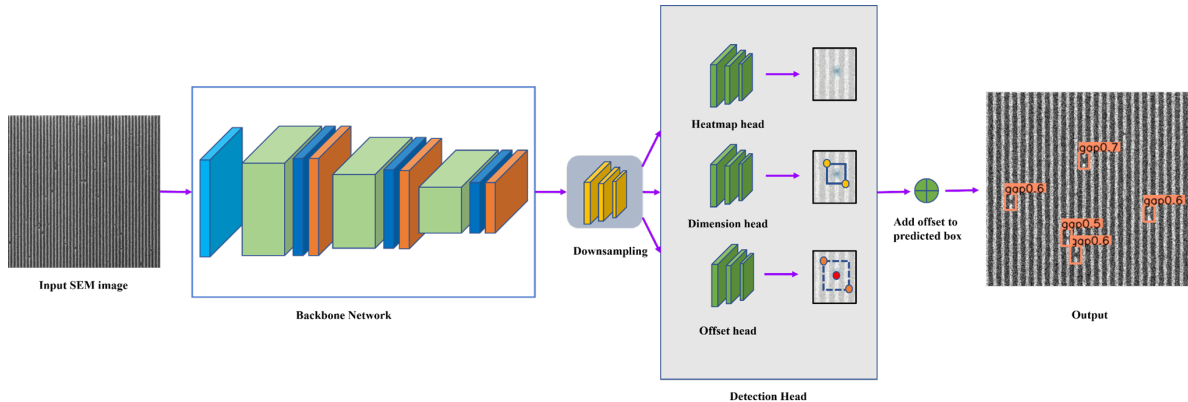 Input SEM image
Backbone Network
Downsampling
Heatmap head
Dimension head
Offset head
Detection Head
Add offset to
predicted box
gap0.7
gap0.6
gap0.6
gap0.5
gap0.6
Output